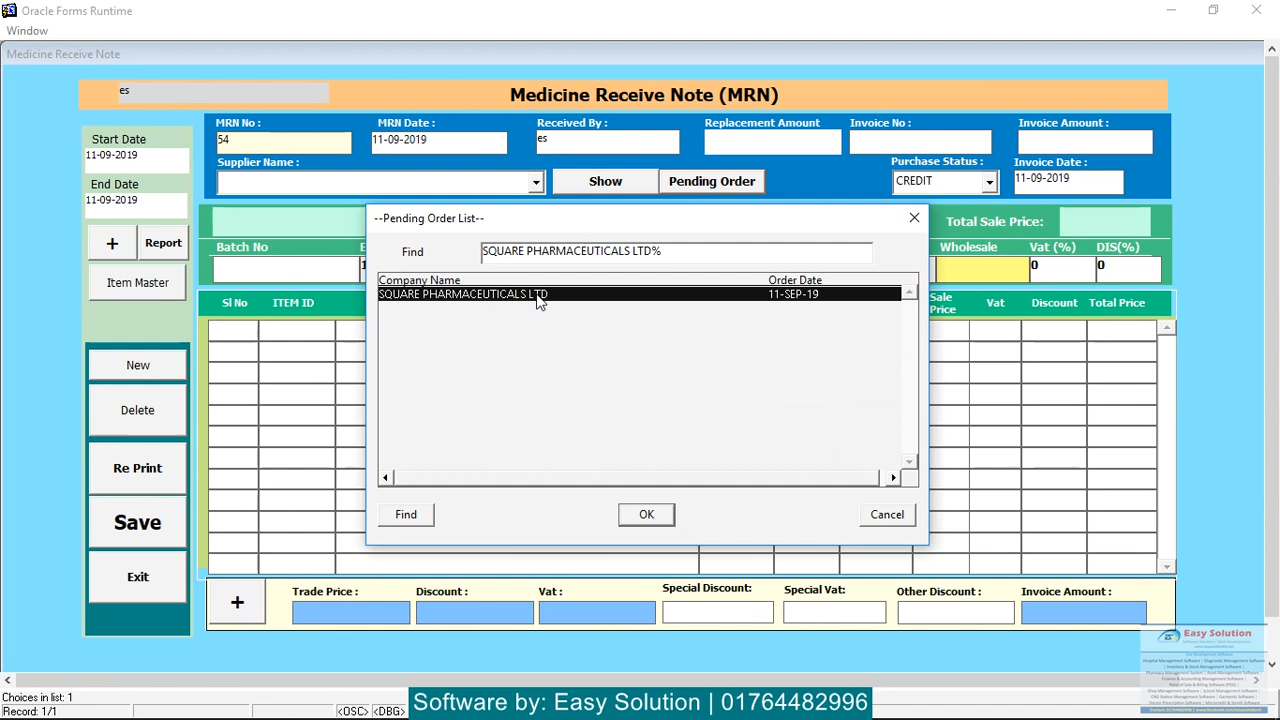 Oracle Forms Runtime
Window
Medicine Receive Note
es
Medicine Receive Note (MRN)
Start Date
11-09-2019
End Date
11-09-2019
+
Report
Item Master
New
Delete
Re Print
Save
Exit
MRN No :
54
MRN Date :
11-09-2019
Received By :
es
Replacement Amount
Invoice No :
Invoice Amount :
Supplier Name :
Show
Pending Order
Purchase Status :
CREDIT
Invoice Date :
11-09-2019
Total Sale Price:
Batch No
Wholesale
Vat (%)
0
DIS(%)
0
Sl No
ITEM ID
Sale Price
Vat
Discount
Total Price
--Pending Order List--
Find
SQUARE PHARMACEUTICALS LTD%
Company Name
Order Date
SQUARE PHARMACEUTICALS LTD
11-SEP-19
Find
OK
Cancel
+
Trade Price :
Discount :
Vat :
Special Discount:
Special Vat:
Other Discount :
Invoice Amount :
Easy Solution
Choices in list: 1
Record: 1/1
<DBG>